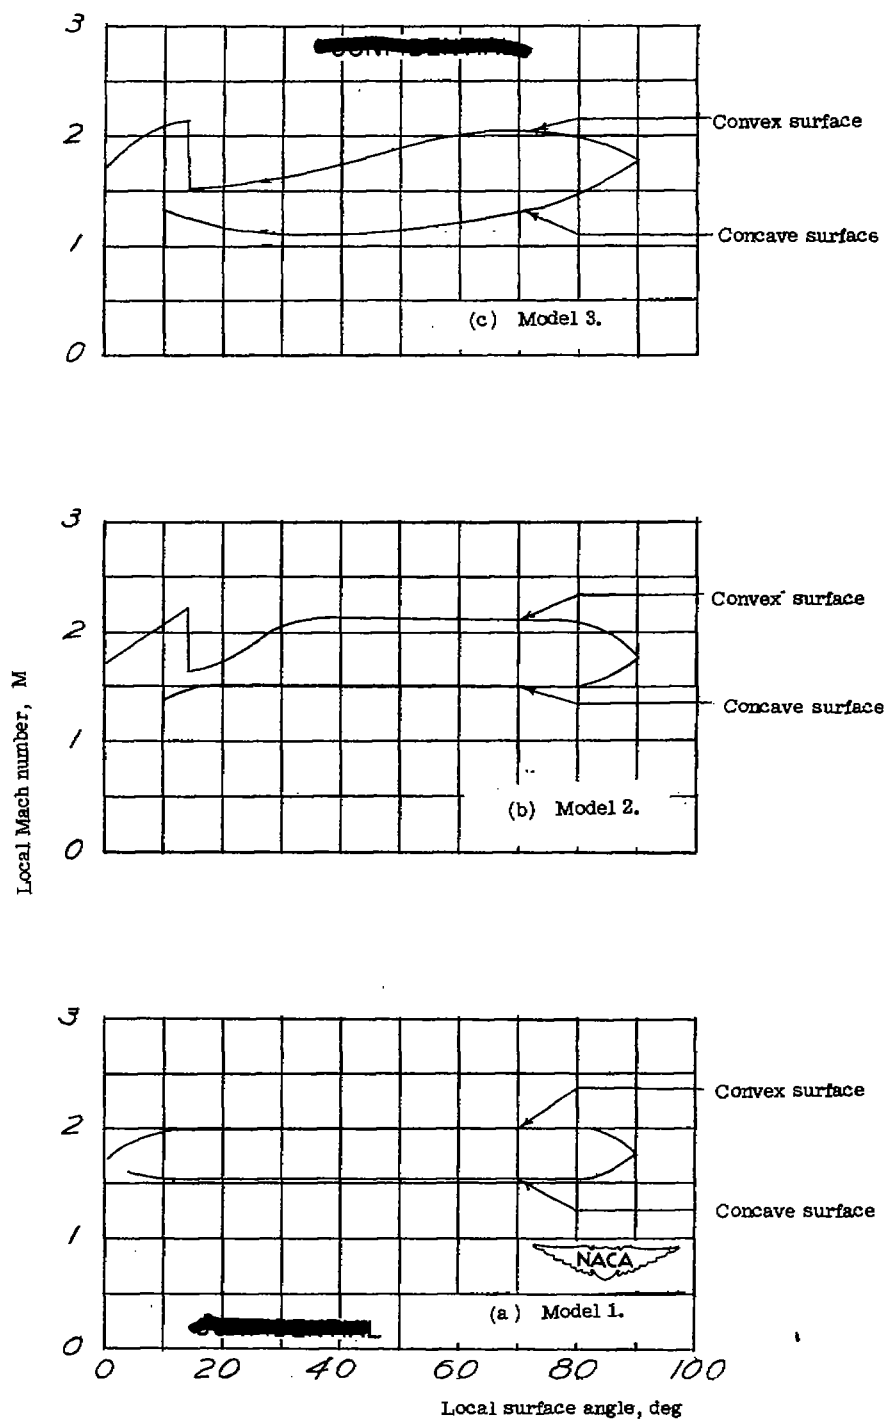 3
2
1
0
Convex surface
Concave surface
(c) Model 3.
3
2
1
0
Convex surface
Concave surface
(b) Model 2.
Local Mach number, M
3
2
1
0
Convex surface
Concave surface
NACA
(a) Model 1.
0 20 40 60 80 100
Local surface angle, deg